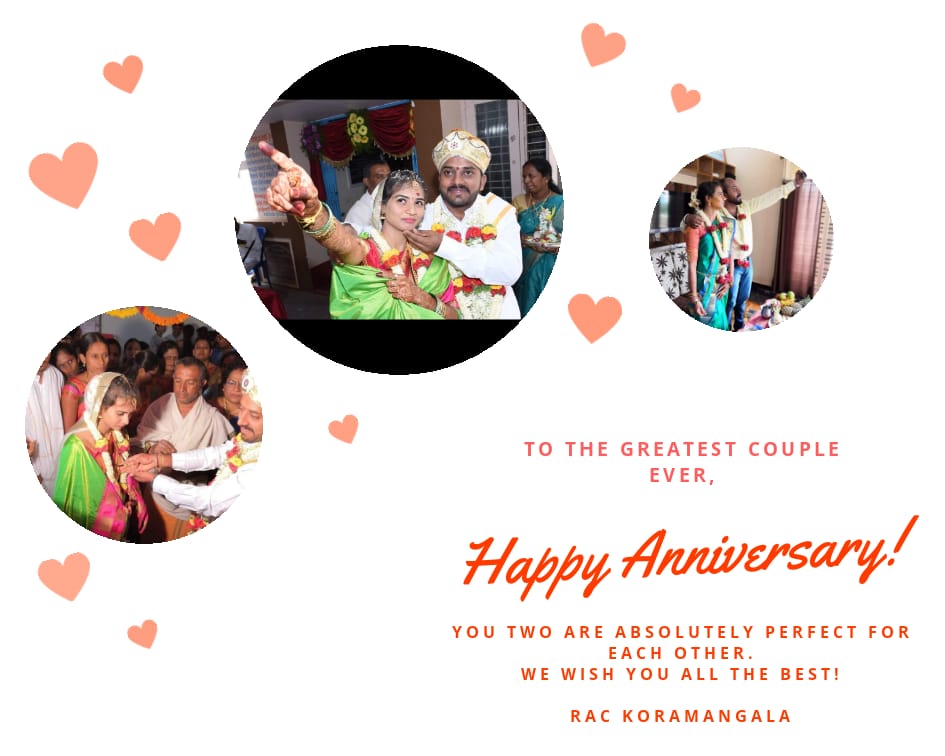 TO THE GREATEST COUPLE
EVER,
Happy Anniversary!
YOU TWO ARE ABSOLUTELY PERFECT FOR
EACH OTHER.
WE WISH YOU ALL THE BEST!
RAC KORAMANGALA